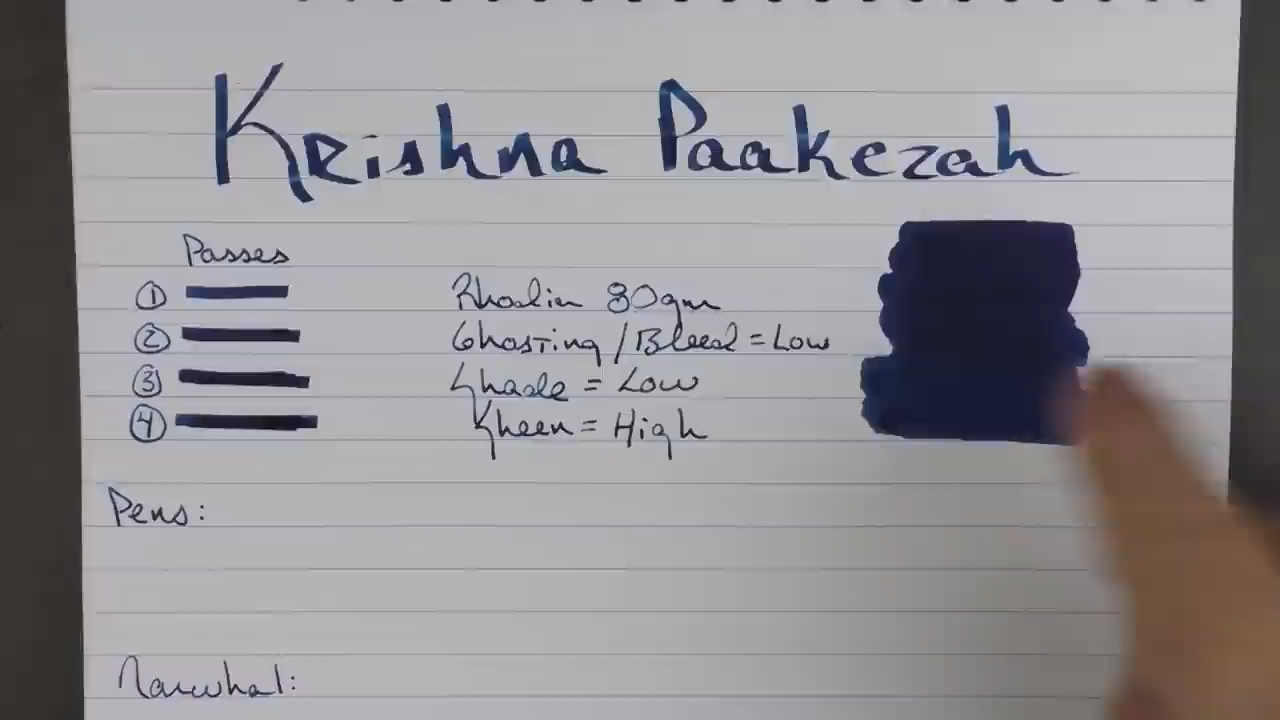 Krishna Paakezah
Passes
1
2
3
4
Rhodia 80gm
Ghosting / Bleed = Low
Shade = Low
Sheen = High
Pens:
Narwhal: